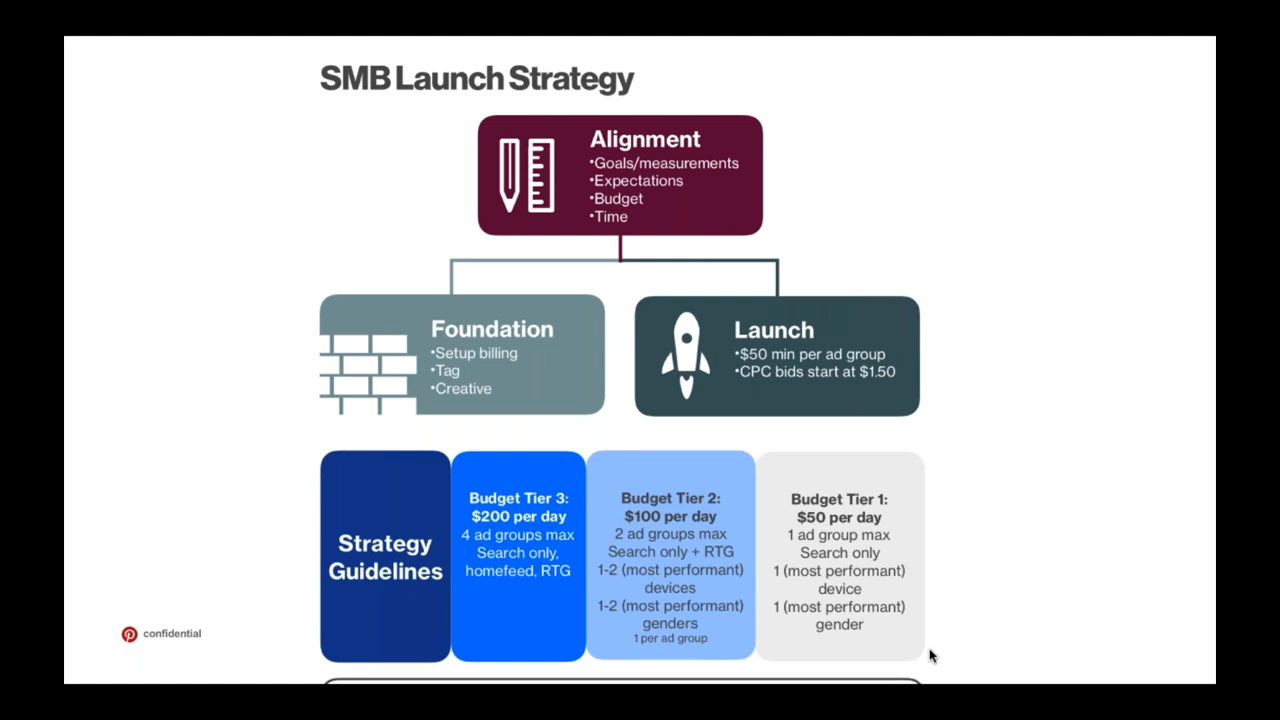 SMB Launch Strategy
Alignment
•Goals/measurements
•Expectations
•Budget
•Time
Foundation
•Setup billing
•Tag
•Creative
Launch
•$50 min per ad group
•CPC bids start at $1.50
Strategy
Guidelines
Budget Tier 3:
$200 per day
4 ad groups max
Search only,
homefeed, RTG
Budget Tier 2:
$100 per day
2 ad groups max
Search only + RTG
1-2 (most performant)
devices
1-2 (most performant)
genders
1 per ad group
Budget Tier 1:
$50 per day
1 ad group max
Search only
1 (most performant)
device
1 (most performant)
gender
confidential